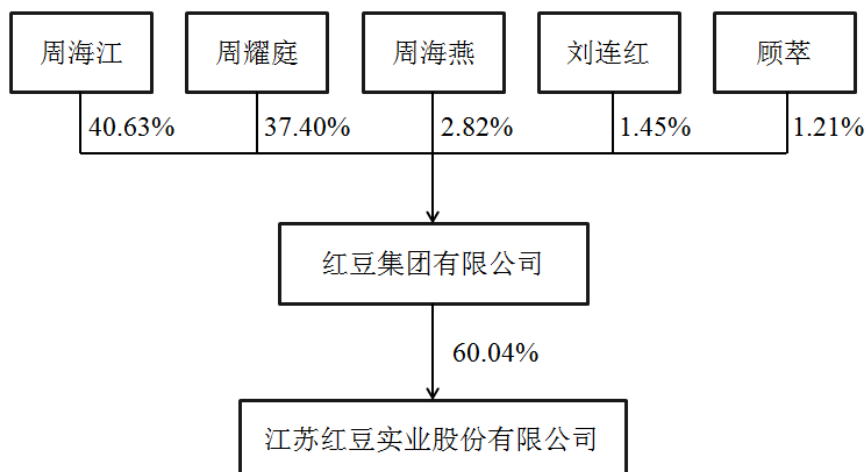 周海江 周耀庭 周海燕 刘连红 顾萃
40.63% 37.40% 2.82% 1.45% 1.21%
红豆集团有限公司
60.04%
江苏红豆实业股份有限公司